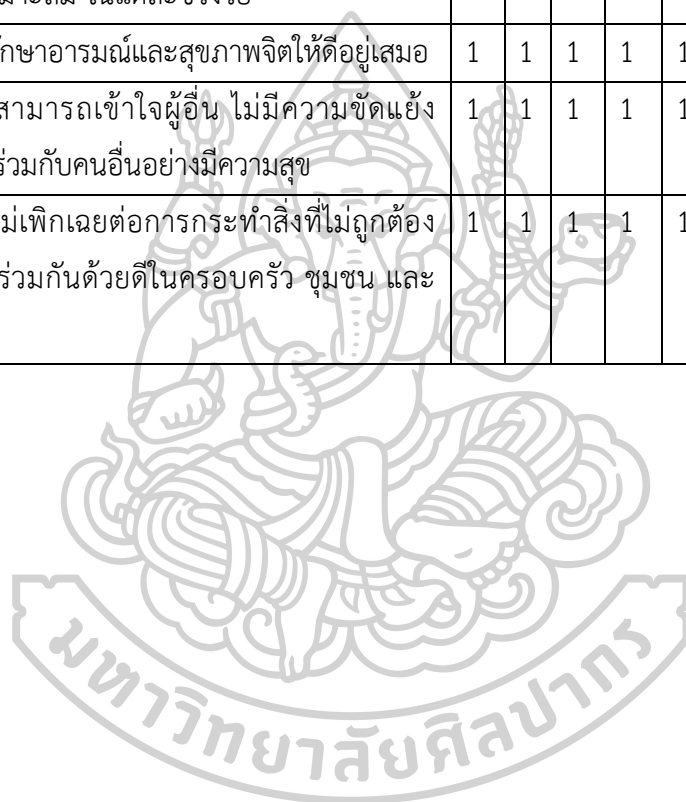 ักษาอารมณ์และสุขภาพจิตให้ดีอยู่เสมอ 1 1 1 1 1
สามารถเข้าใจผู้อื่น ไม่มีความขัดแย้ง 1 1 1 1 1
ร่วมกับคนอื่นอย่างมีความสุข
ม่เพิกเฉยต่อการกระทำสิ่งที่ไม่ถูกต้อง 1 1 1 1 1
ร่วมกันด้วยดีในครอบครัว ชุมชน และ
มหาวิทยาลัยศิลปากร